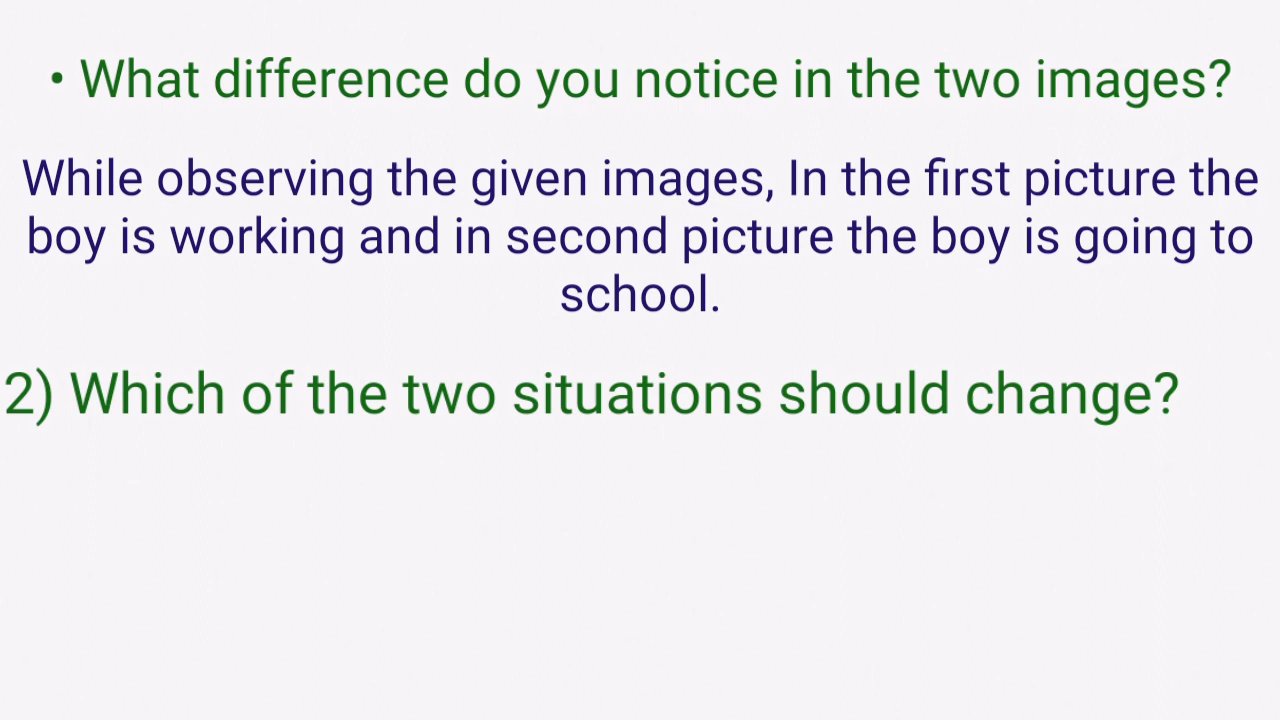 • What difference do you notice in the two images?
While observing the given images, In the first picture the
boy is working and in second picture the boy is going to
school.
2) Which of the two situations should change?